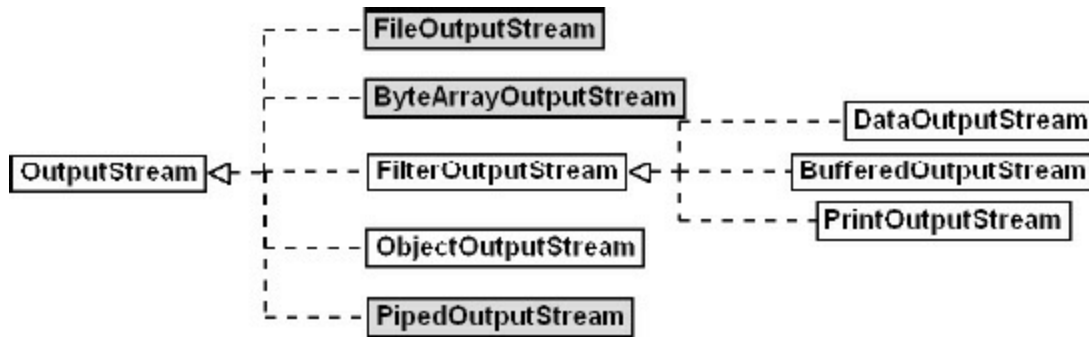 FileOutputStream
ByteArrayOutputStream
DataOutputStream
OutputStream
FilterOutputStream
BufferedOutputStream
PrintOutputStream
ObjectOutputStream
PipedOutputStream